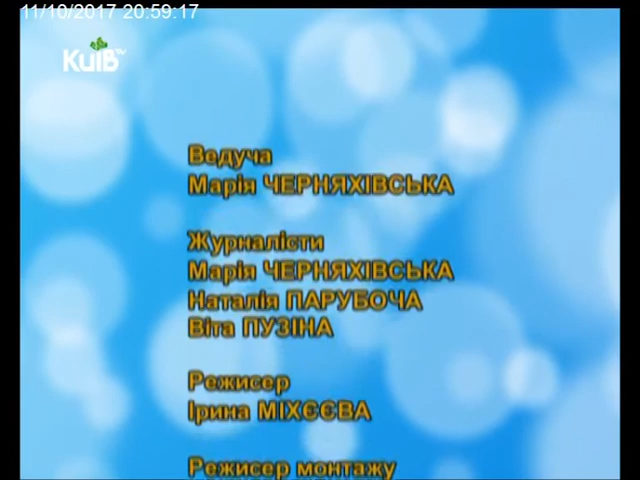 11/10/2017 20:59:17
КиїВ TV
Ведуча
Марія ЧЕРНЯХІВСЬКА
Журналісти
Марія ЧЕРНЯХІВСЬКА
Наталія ПАРУБОЧА
Віта ПУЗІНА
Режисер
Ірина МІХЄЄВА
Режисер монтажу